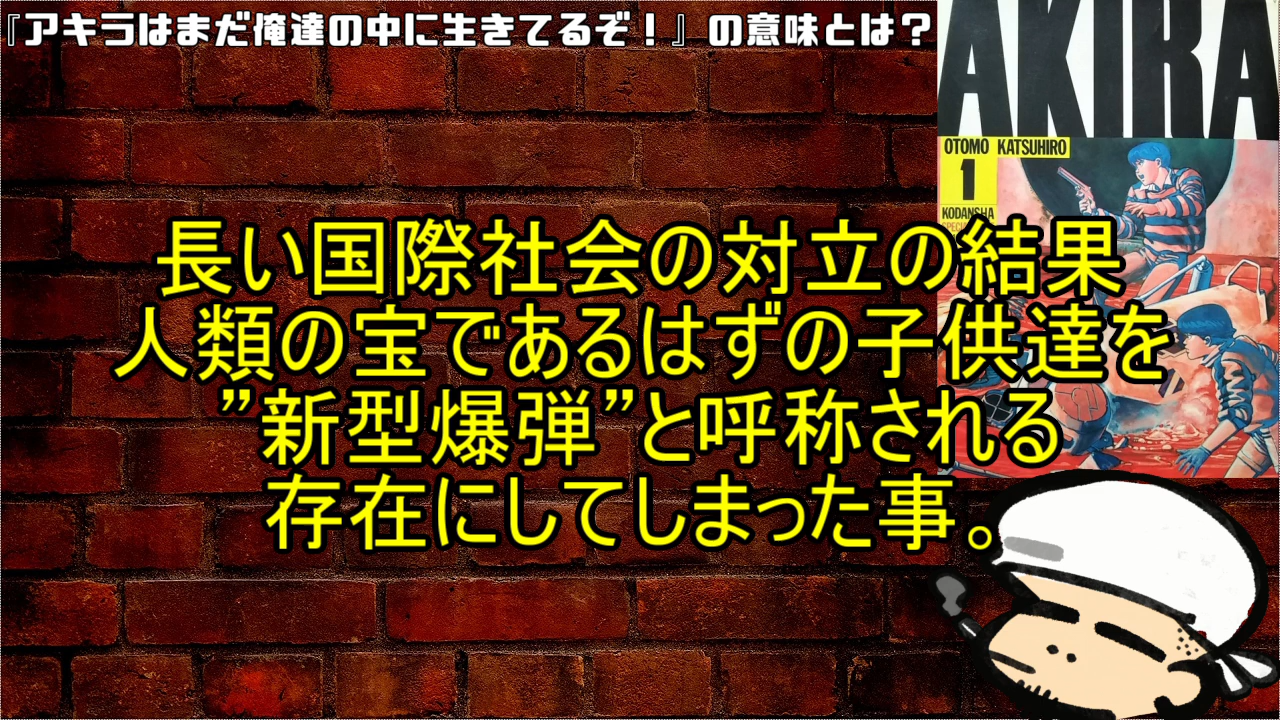 『アキラはまだ俺達の中に生きてるぞ！』の意味とは？
AKIRA
OTOMO KATSUHIRO
1
KODANSHA
長い国際社会の対立の結果
人類の宝であるはずの子供達を
”新型爆弾”と呼称される
存在にしてしまった事。